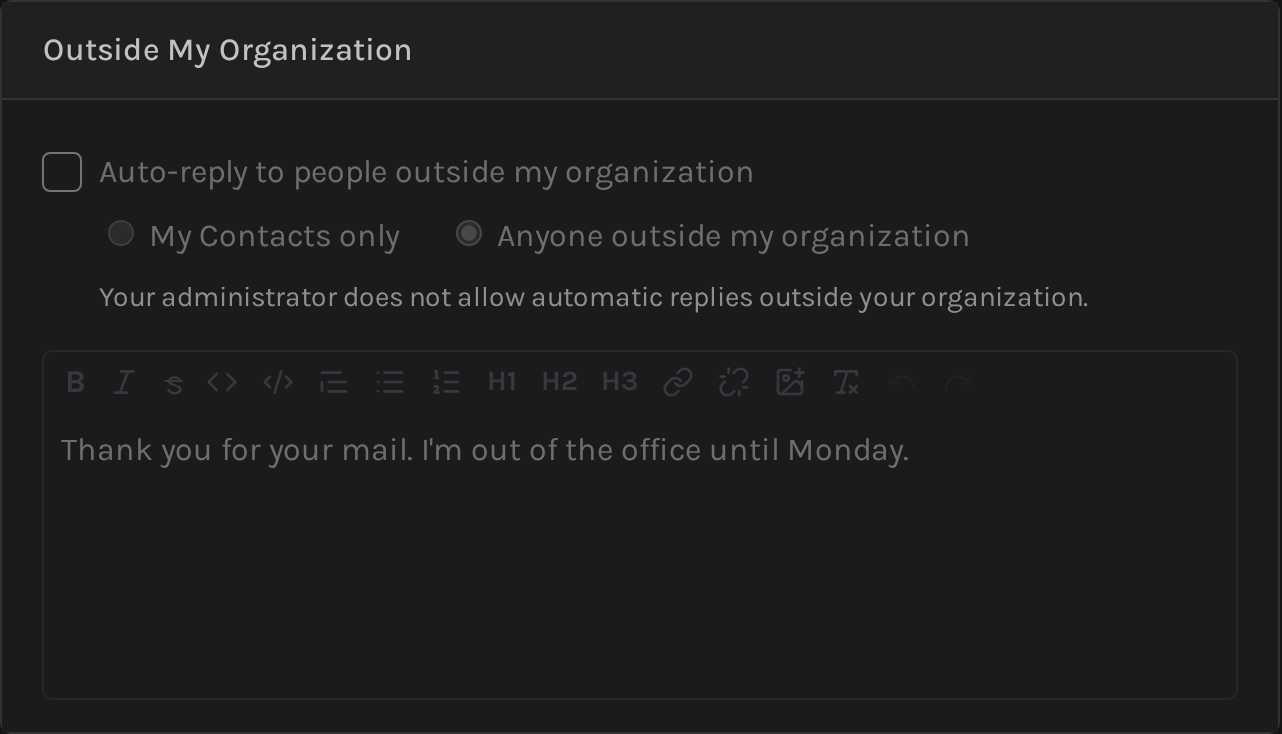 Outside My Organization
Auto-reply to people outside my organization
My Contacts only Anyone outside my organization
Your administrator does not allow automatic replies outside your organization.
B I S <> </> H1 H2 H3
Thank you for your mail. I'm out of the office until Monday.